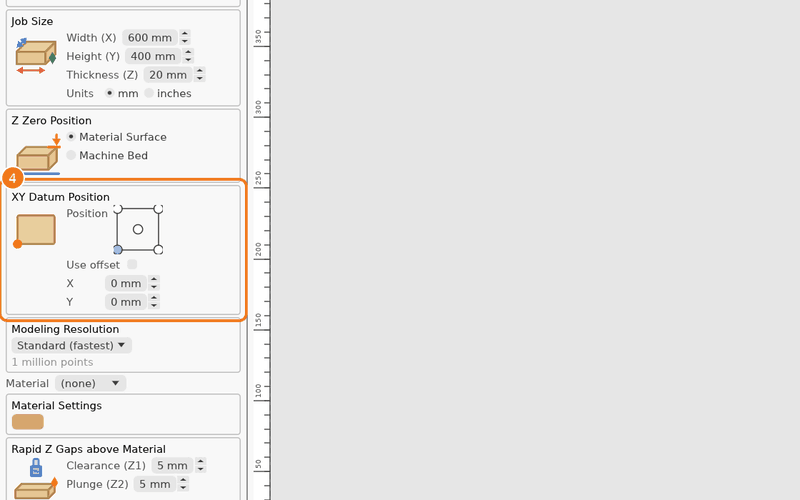 Job Size
Width (X) 600 mm
Height (Y) 400 mm
Thickness (Z) 20 mm
Units mm inches
Z Zero Position
Material Surface
Machine Bed
4
XY Datum Position
Position
Use offset
X 0 mm
Y 0 mm
Modeling Resolution
Standard (fastest)
1 million points
Material (none)
Material Settings
Rapid Z Gaps above Material
Clearance (Z1) 5 mm
Plunge (Z2) 5 mm
350
300
250
200
150
100
50